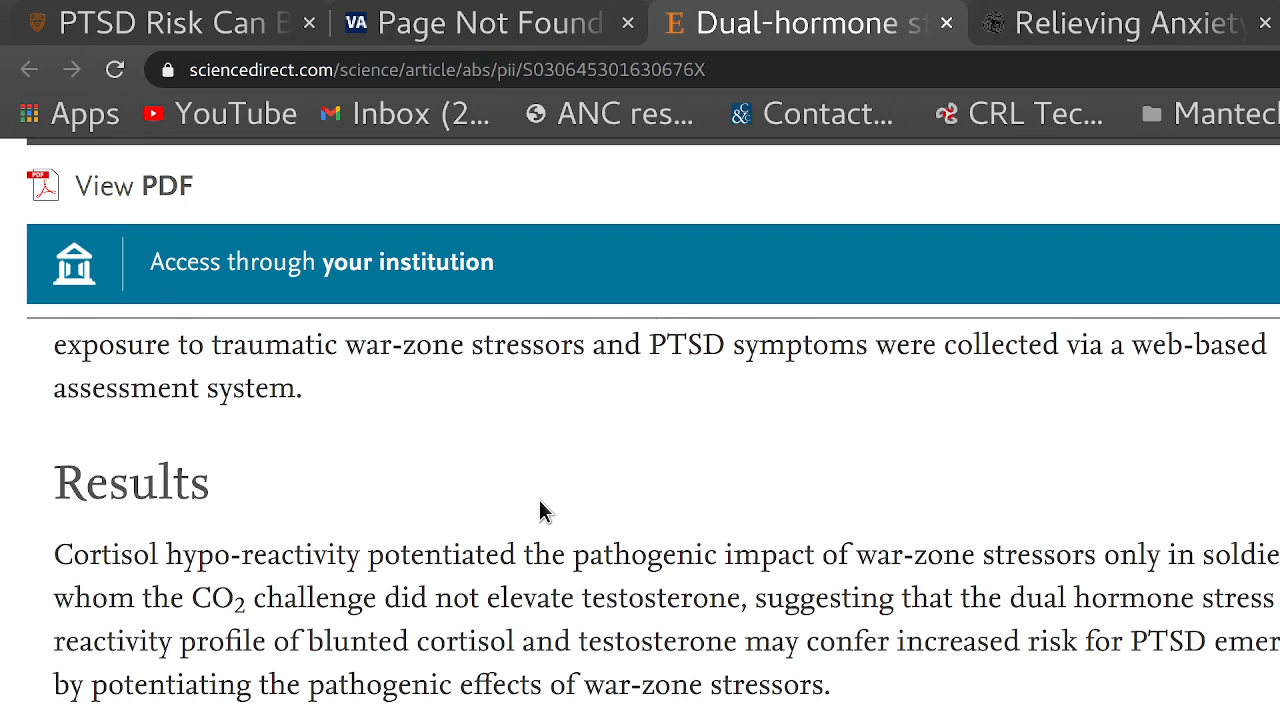 PTSD Risk Can B
VA Page Not Found
E Dual-hormone st
Relieving Anxiety
sciencedirect.com/science/article/abs/pii/S030645301630676X
Apps YouTube Inbox (2... ANC res... Contact... CRL Tec... Mantech
PDF View PDF
Access through your institution
exposure to traumatic war-zone stressors and PTSD symptoms were collected via a web-based
assessment system.
Results
Cortisol hypo-reactivity potentiated the pathogenic impact of war-zone stressors only in soldie
whom the CO₂ challenge did not elevate testosterone, suggesting that the dual hormone stress
reactivity profile of blunted cortisol and testosterone may confer increased risk for PTSD emer
by potentiating the pathogenic effects of war-zone stressors.